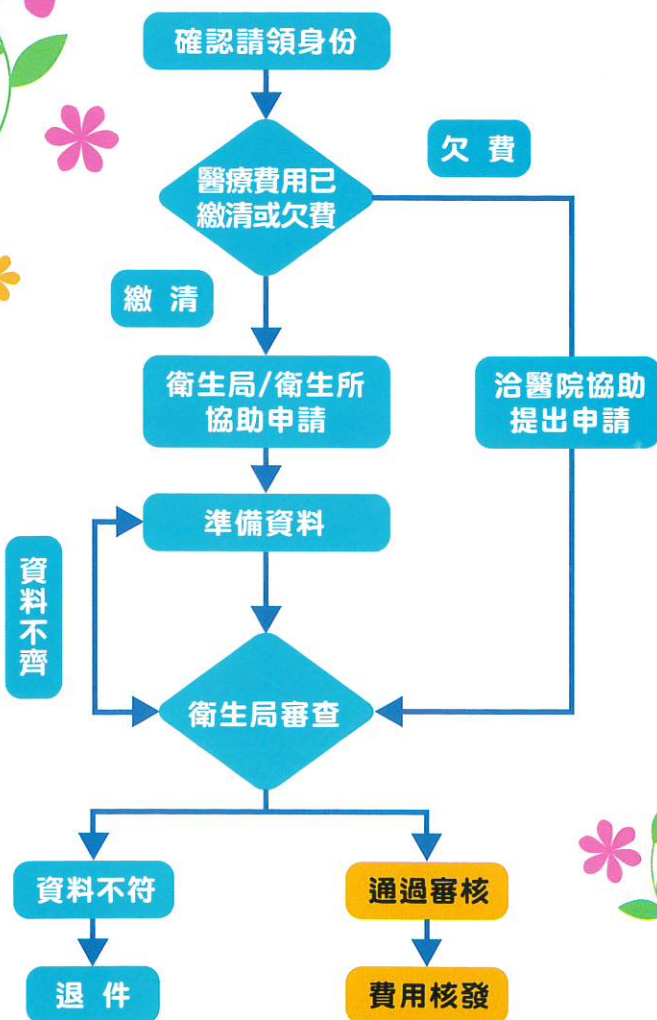 確認請領身份
欠 費
醫療費用已
繳清或欠費
繳 清
衛生局/衛生所
協助申請
洽醫院協助
提出申請
準備資料
資料不齊
衛生局審查
資料不符
通過審核
退 件
費用核發